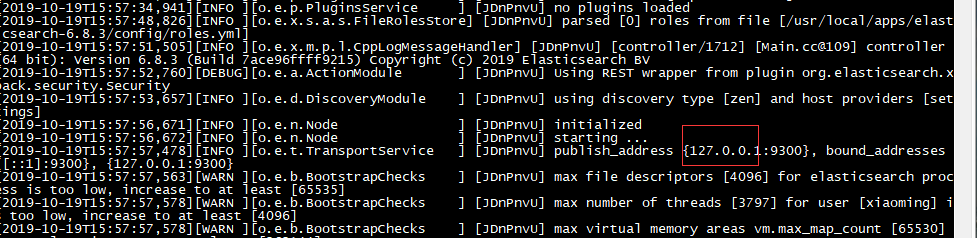 [2019-10-19T15:57:34,941][INFO ][o.e.p.PluginsService     ] [JDnPnvU] no plugins loaded
[2019-10-19T15:57:48,826][INFO ][o.e.x.s.a.s.FileRolesStore] [JDnPnvU] parsed [0] roles from file [/usr/local/apps/elast
csearch-6.8.3/config/roles.yml]
[2019-10-19T15:57:51,505][INFO ][o.e.x.m.p.l.CppLogMessageHandler] [JDnPnvU] [controller/1712] [Main.cc@109] controller
(64 bit): Version 6.8.3 (Build 7ace96ffff9215) Copyright (c) 2019 Elasticsearch BV
[2019-10-19T15:57:52,760][DEBUG][o.e.a.ActionModule       ] [JDnPnvU] Using REST wrapper from plugin org.elasticsearch.x
pack.security.Security
[2019-10-19T15:57:53,657][INFO ][o.e.d.DiscoveryModule    ] [JDnPnvU] using discovery type [zen] and host providers [set
ings]
[2019-10-19T15:57:56,671][INFO ][o.e.n.Node               ] [JDnPnvU] initialized
[2019-10-19T15:57:56,672][INFO ][o.e.n.Node               ] [JDnPnvU] starting ...
[2019-10-19T15:57:57,478][INFO ][o.e.t.TransportService   ] [JDnPnvU] publish_address {127.0.0.1:9300}, bound_addresses
{[::1]:9300}, {127.0.0.1:9300}
[2019-10-19T15:57:57,563][WARN ][o.e.b.BootstrapChecks    ] [JDnPnvU] max file descriptors [4096] for elasticsearch proc
ess is too low, increase to at least [65535]
[2019-10-19T15:57:57,578][WARN ][o.e.b.BootstrapChecks    ] [JDnPnvU] max number of threads [3797] for user [xiaoming] i
s too low, increase to at least [4096]
[2019-10-19T15:57:57,578][WARN ][o.e.b.BootstrapChecks    ] [JDnPnvU] max virtual memory areas vm.max_map_count [65530]